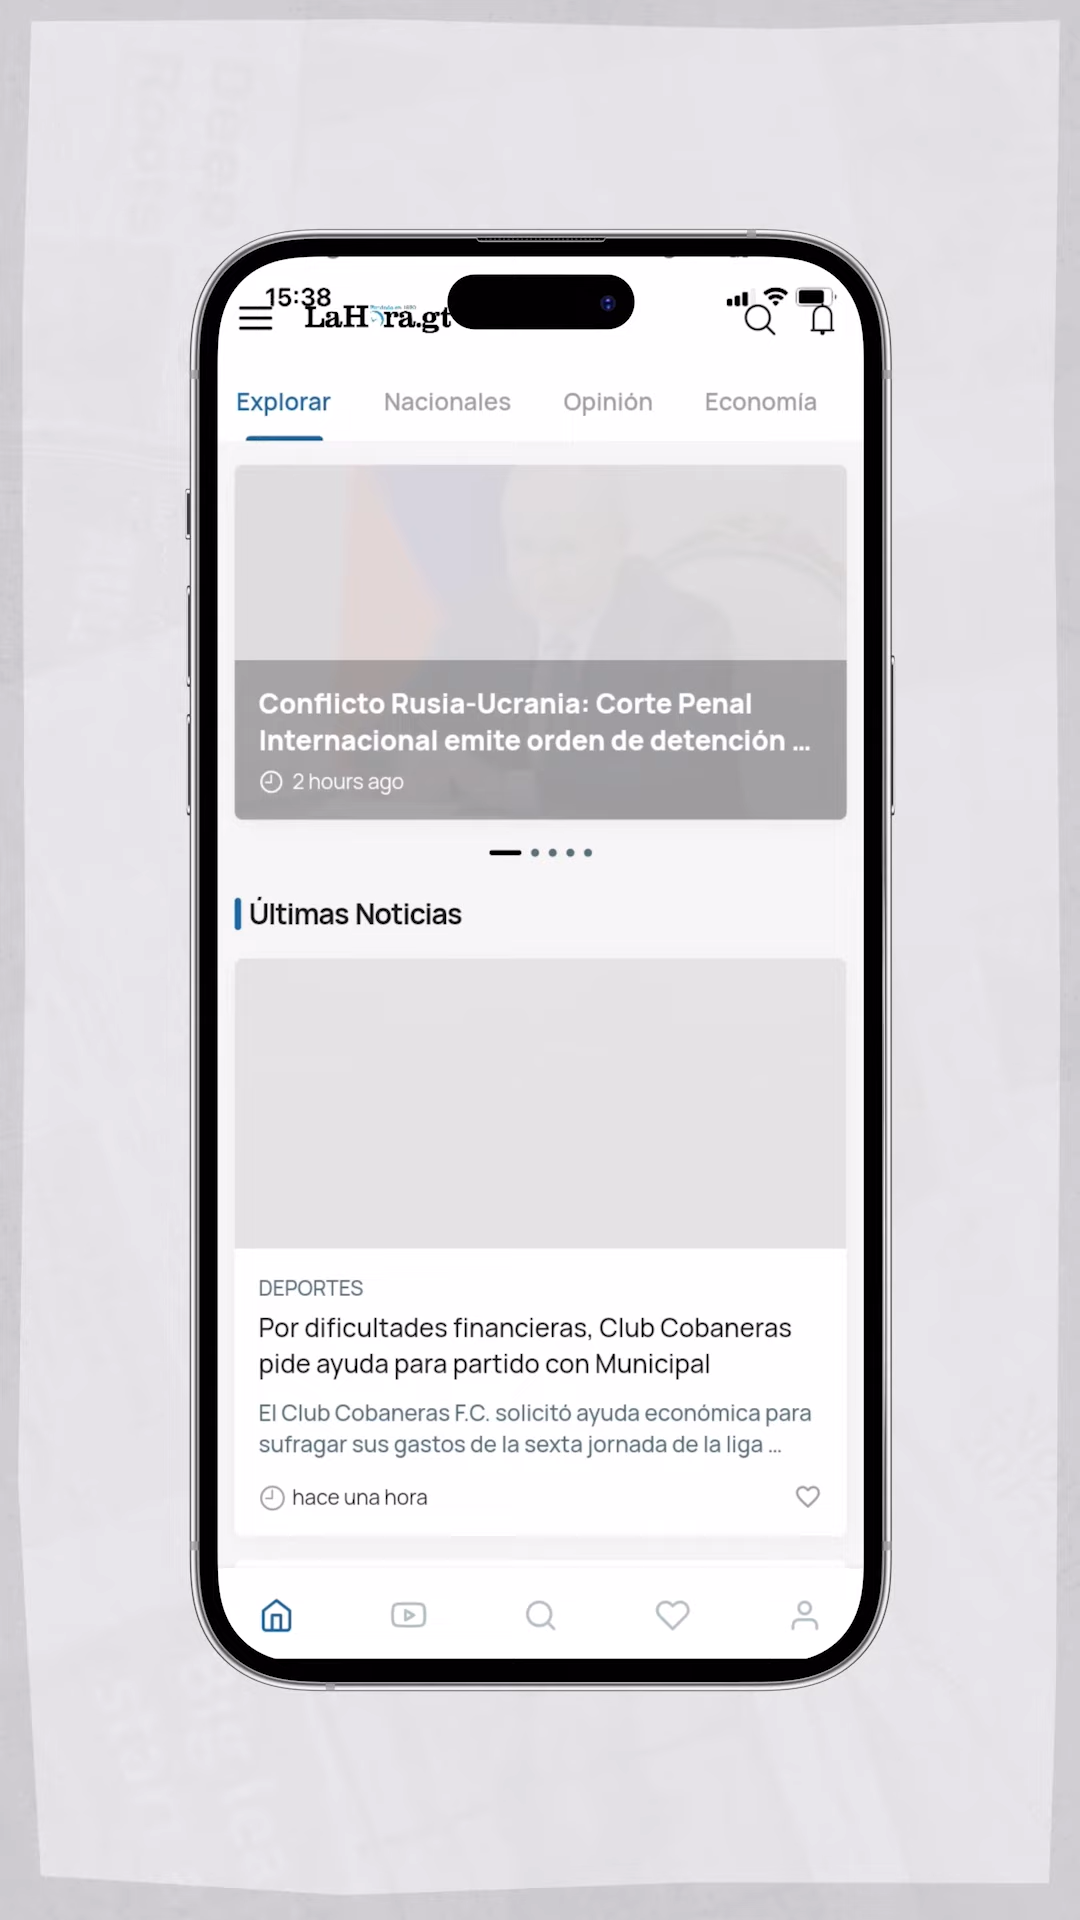 15:38
LaHora.gt
Explorar Nacionales Opinión Economía
Conflicto Rusia-Ucrania: Corte Penal
Internacional emite orden de detención ...
2 hours ago
Últimas Noticias
DEPORTES
Por dificultades financieras, Club Cobaneras
pide ayuda para partido con Municipal
El Club Cobaneras F.C. solicitó ayuda económica para
sufragar sus gastos de la sexta jornada de la liga ...
hace una hora